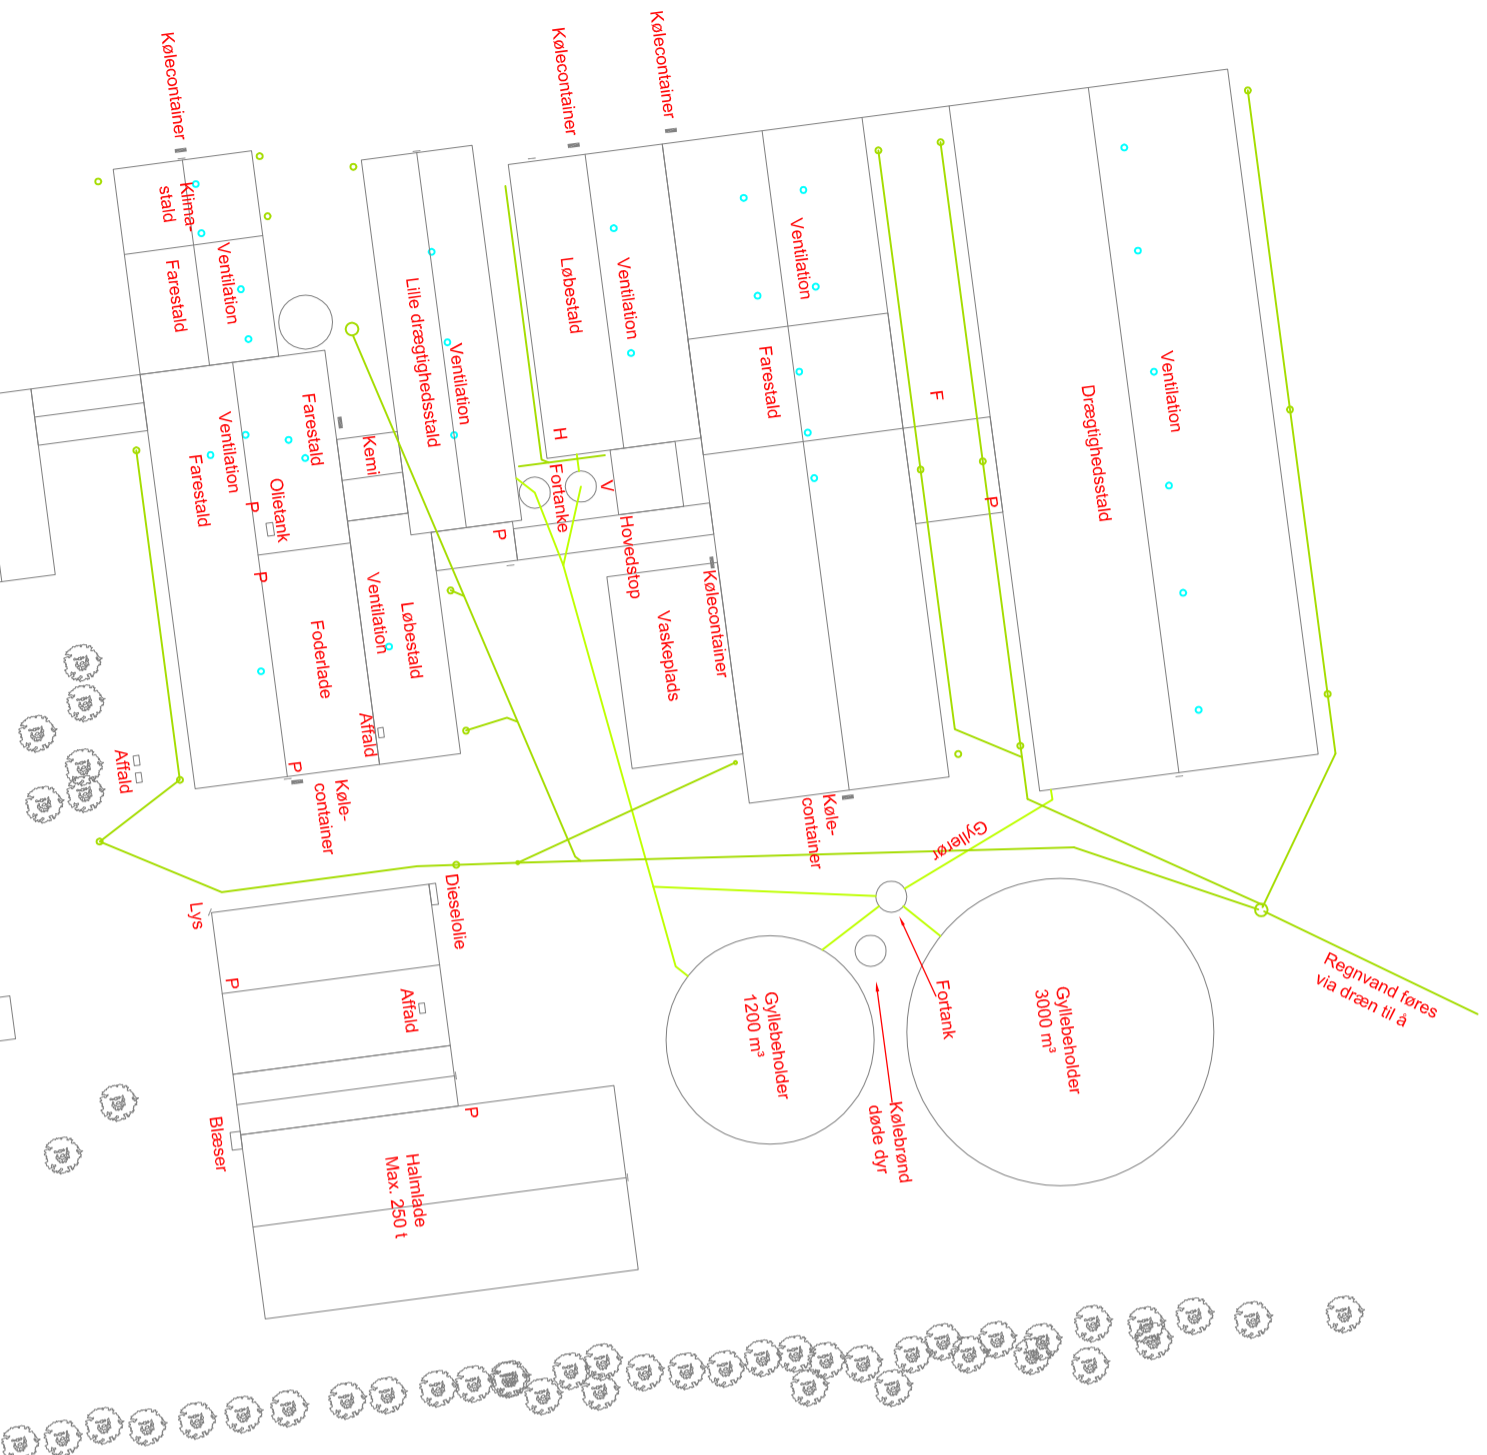 Kølecontainer
Kølecontainer
Kølecontainer
Klima-
stald
Farestald
Ventilation
Lille drægtighedsstald
Ventilation
Løbestald
Ventilation
Ventilation
Farestald
F
P
Drægtighedsstald
Ventilation
H
Fortanke
V
Hovedstop
P
Kemi
Farestald
Ventilation
Farestald
P
Olietank
P
Foderlade
Ventilation
Løbestald
Affald
P
Køle-
container
Affald
Vaskeplads
Kølecontainer
Køle-
container
Gyllerør
Lys
Dieselolie
P
Affald
P
Blæser
Halmlade
Max. 250 t
Gyllebeholder
1200 m³
Fortank
Kølebrønd
døde dyr
Gyllebeholder
3000 m³
Regnvand føres
via dræn til å